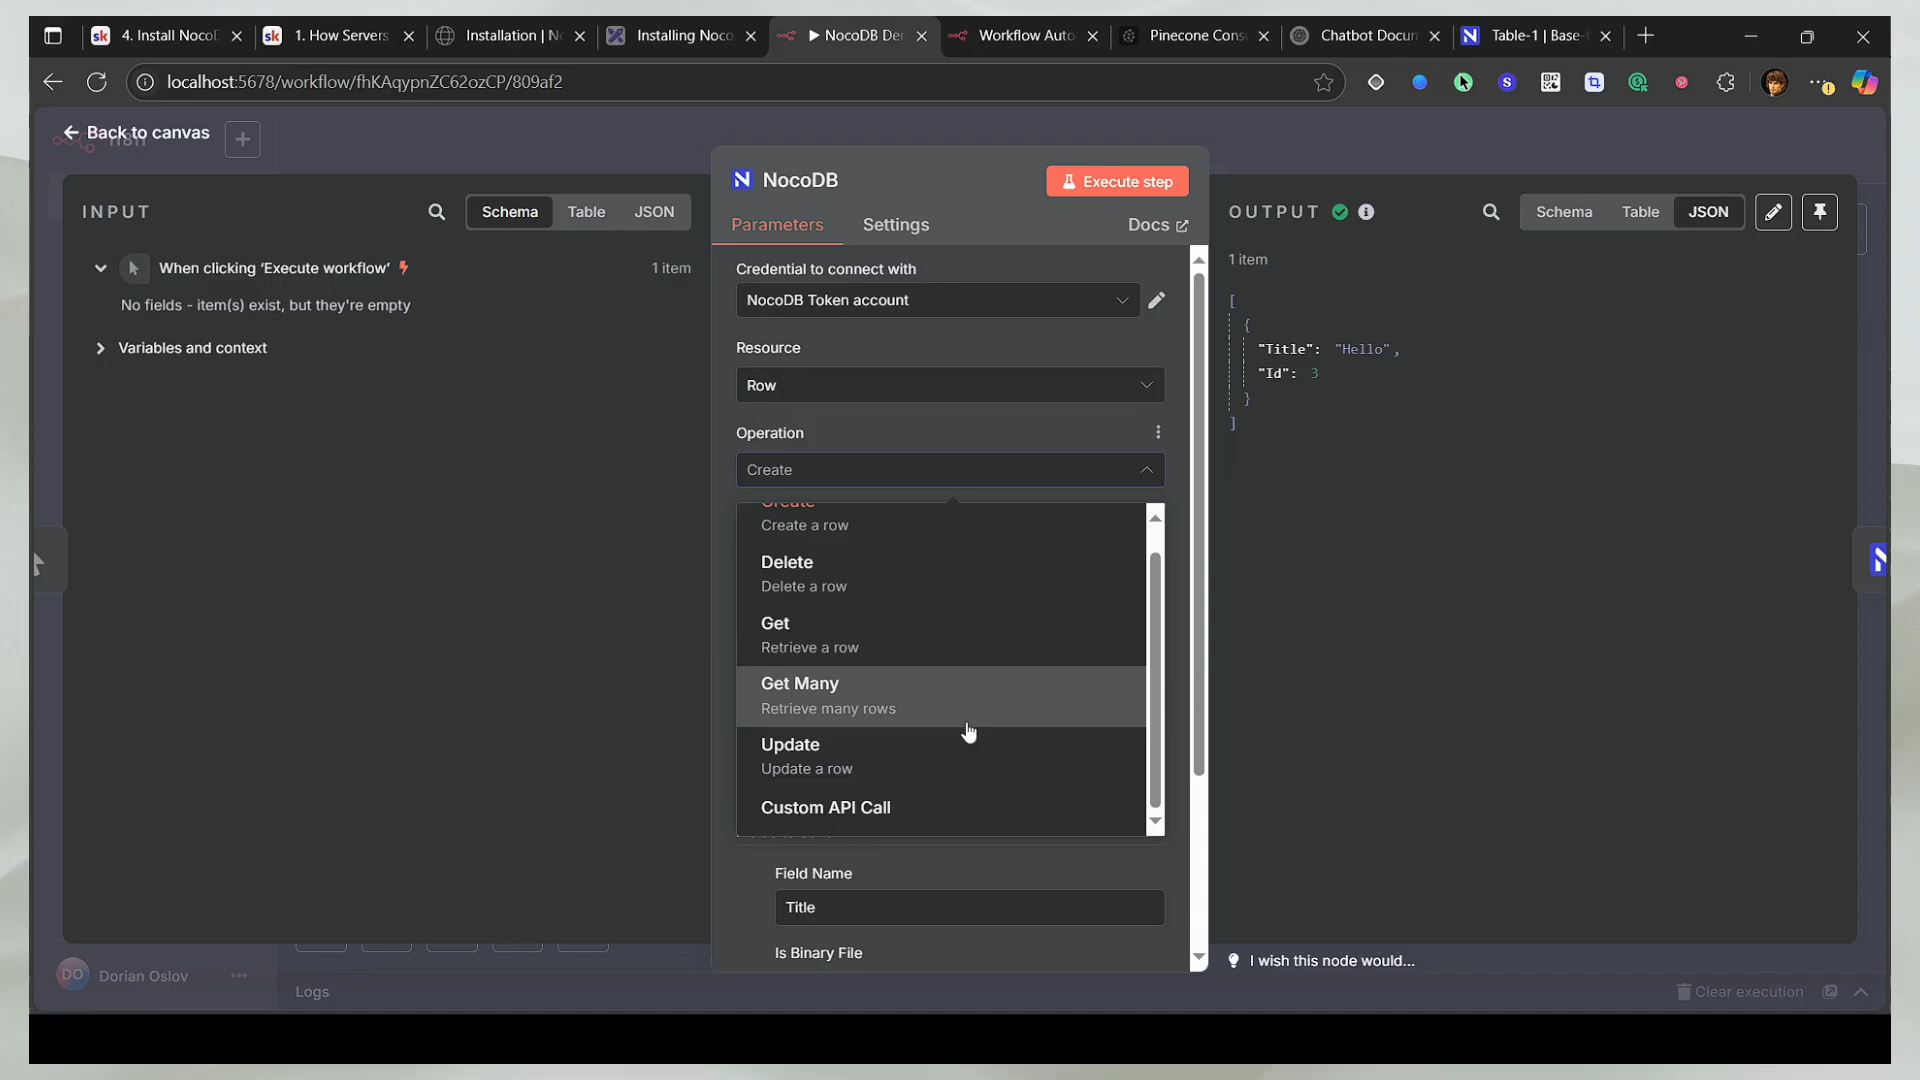 4. Install Noco
1. How Servers
Installation | N
Installing Noco
▶ NocoDB De
Workflow Auto
Pinecone Cons
Chatbot Docum
Table-1 | Base-
localhost:5678/workflow/fhKAqypnZC62ozCP/809af2
← Back to canvas
n8n
INPUT
Schema
Table
JSON
When clicking ‘Execute workflow’
1 item
No fields - item(s) exist, but they're empty
Variables and context
NocoDB
Execute step
Parameters
Settings
Docs
Credential to connect with
NocoDB Token account
Resource
Row
Operation
Create
Create
Create a row
Delete
Delete a row
Get
Retrieve a row
Get Many
Retrieve many rows
Update
Update a row
Custom API Call
Field Name
Title
Is Binary File
OUTPUT
Schema
Table
JSON
1 item
[
{
"Title": "Hello",
"Id": 3
}
]
I wish this node would...
DO
Dorian Oslov
Logs
Clear execution